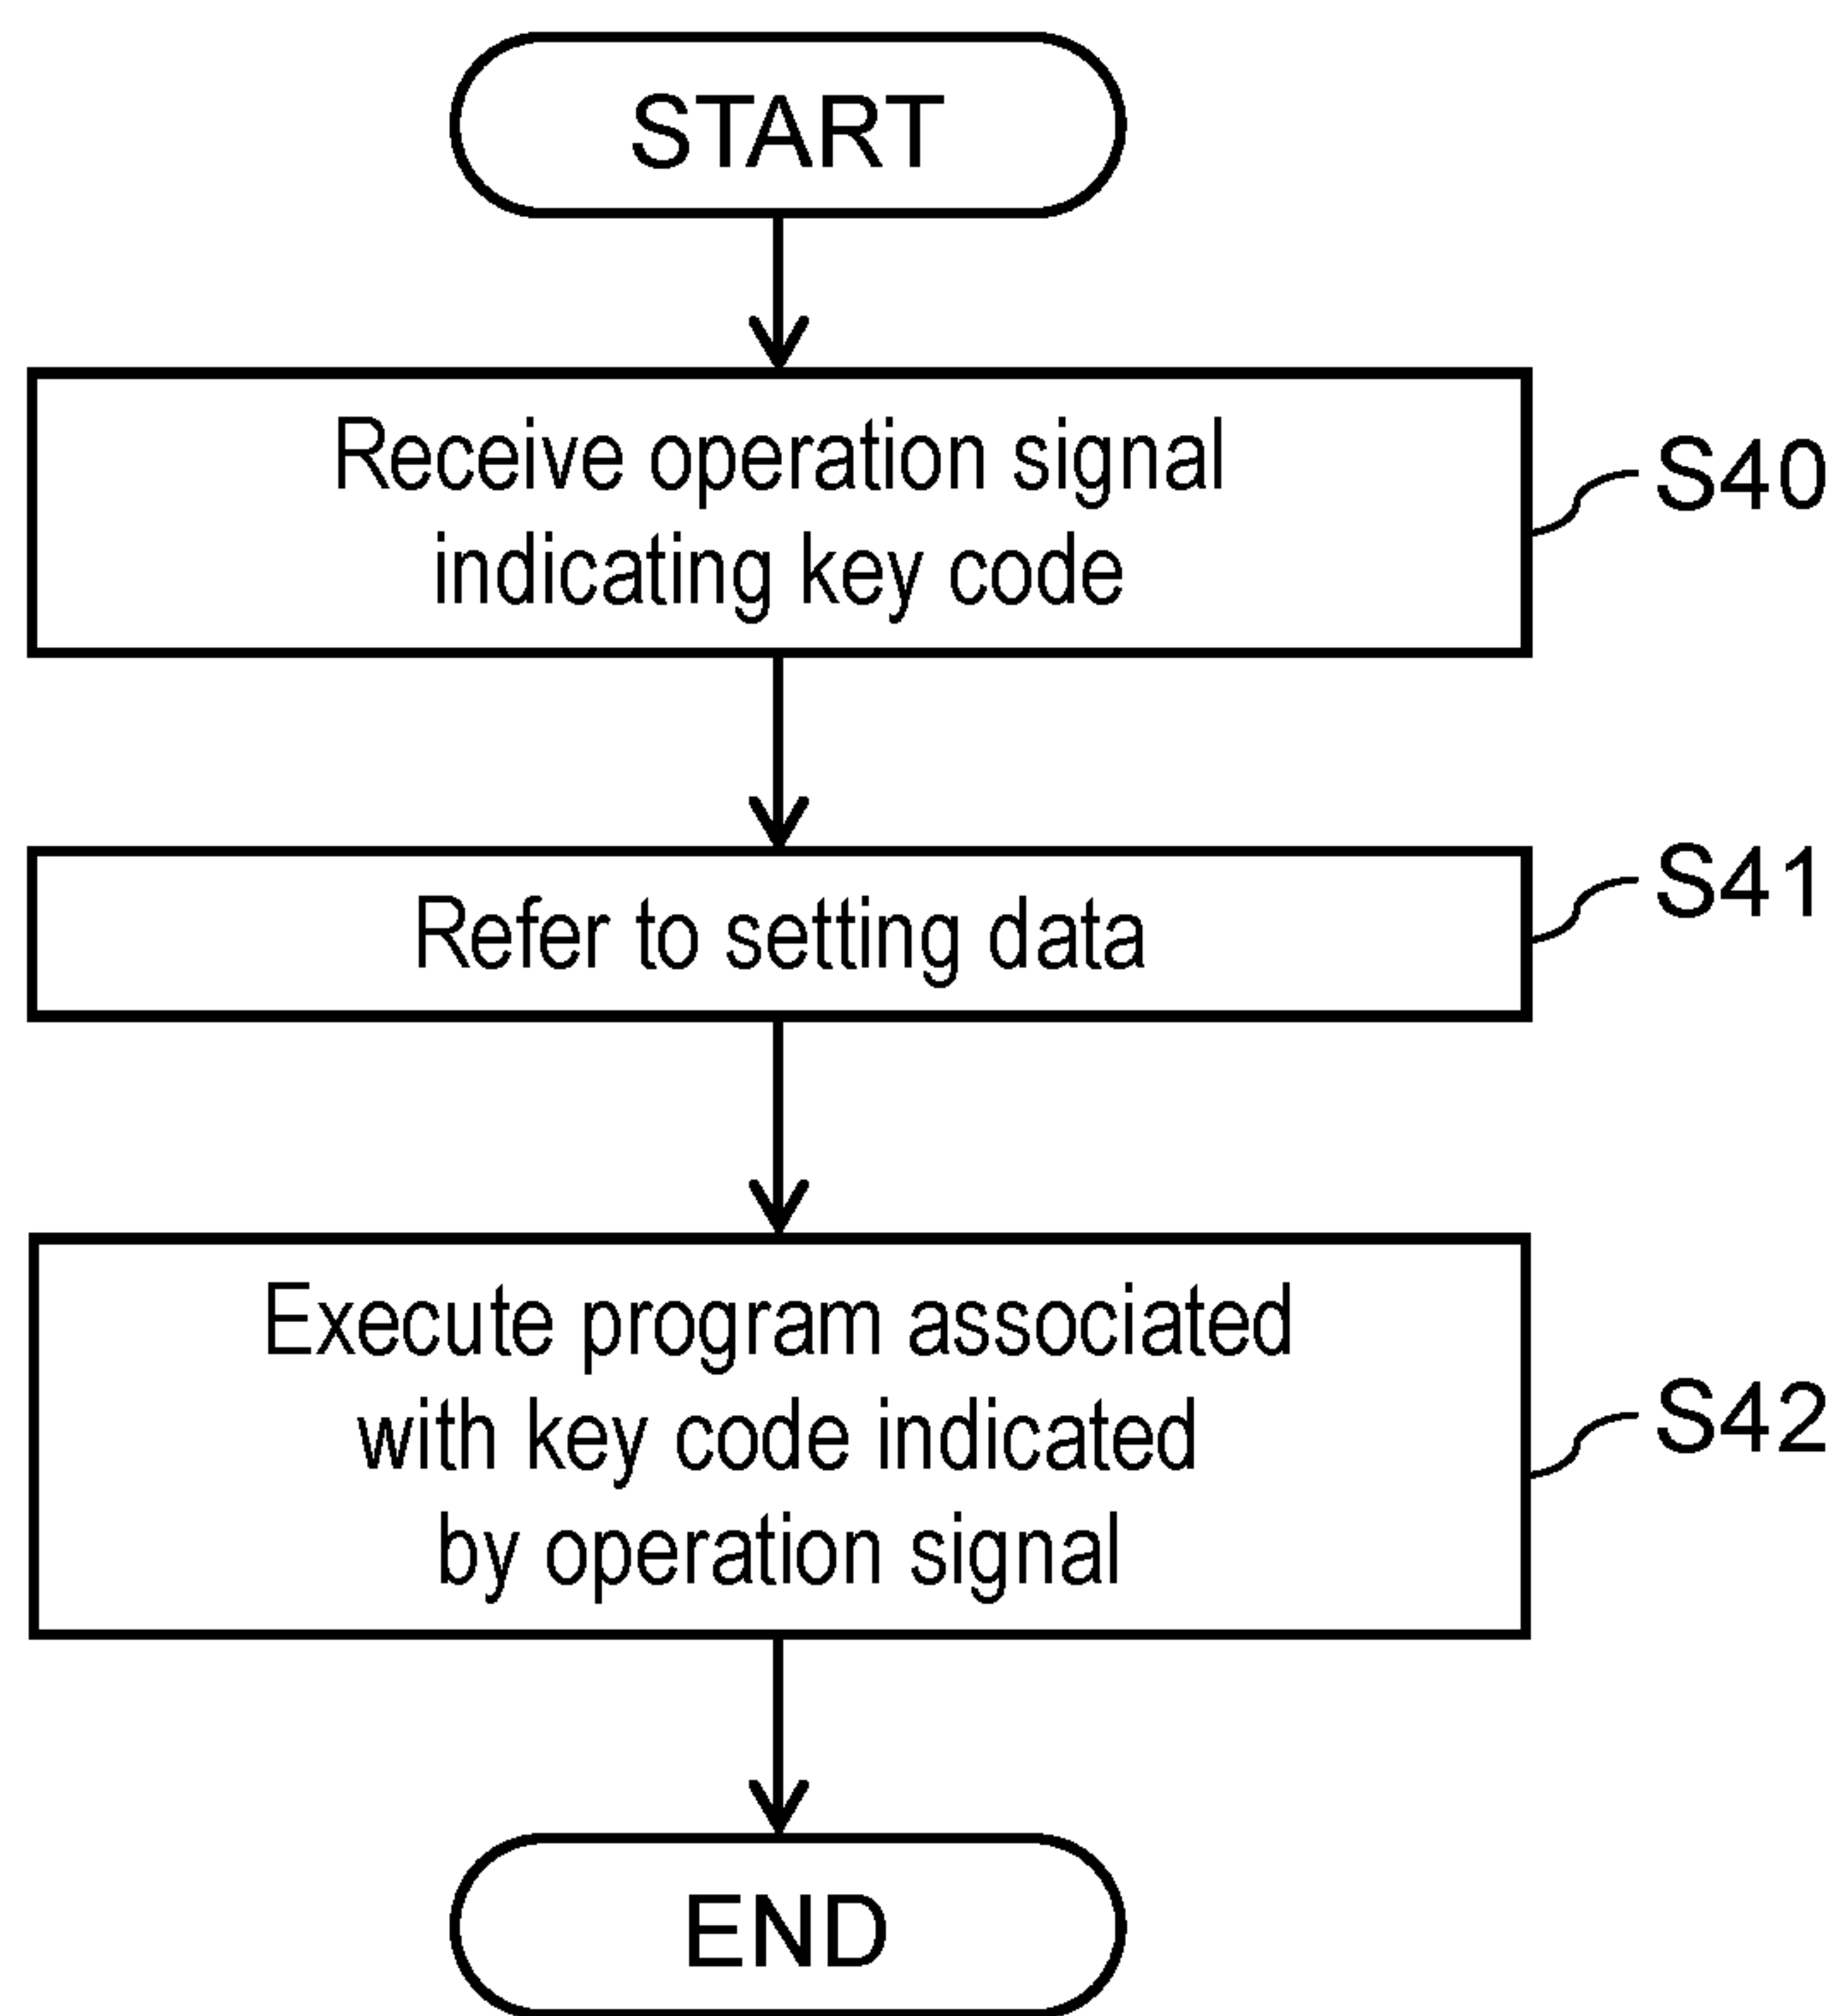 START
Receive operation signal
indicating key code
S40
Refer to setting data
S41
Execute program associated
with key code indicated
by operation signal
S42
END